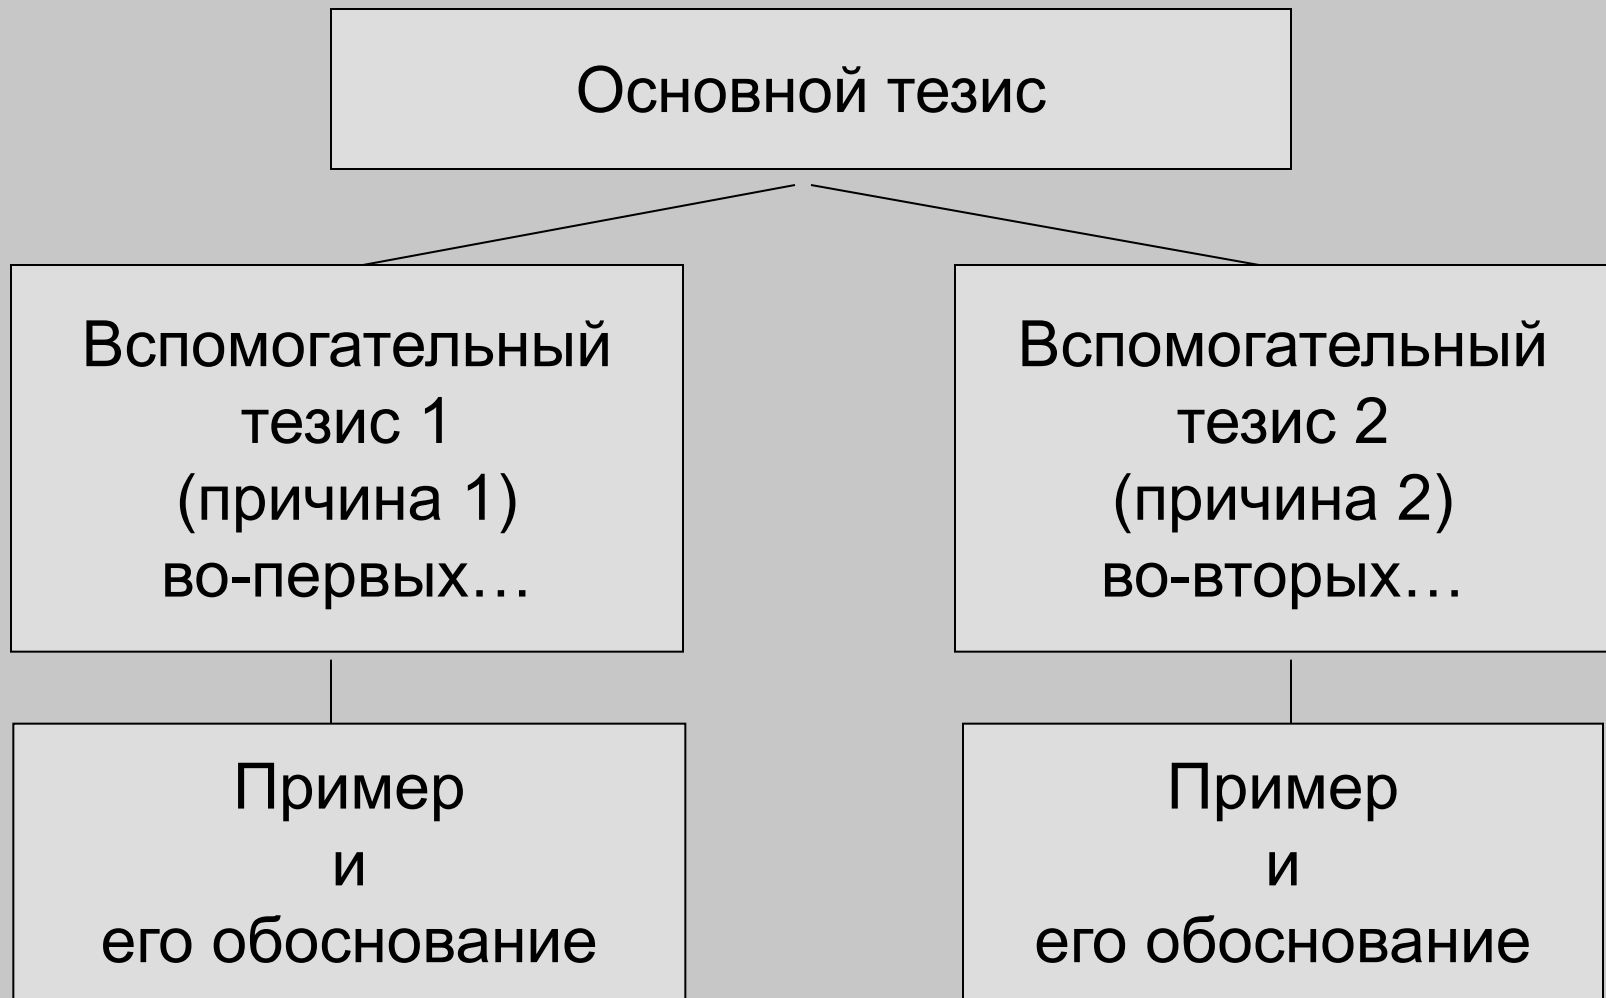 Основной тезис
Вспомогательный
тезис 1
(причина 1)
во-первых…
Вспомогательный
тезис 2
(причина 2)
во-вторых…
Пример
и
его обоснование
Пример
и
его обоснование